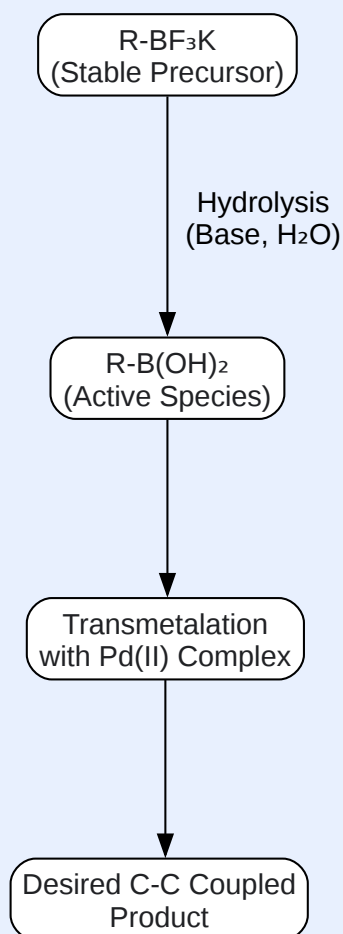 R-BF₃K
(Stable Precursor)
Hydrolysis
(Base, H₂O)
R-B(OH)₂
(Active Species)
Transmetalation
with Pd(II) Complex
Desired C-C Coupled
Product